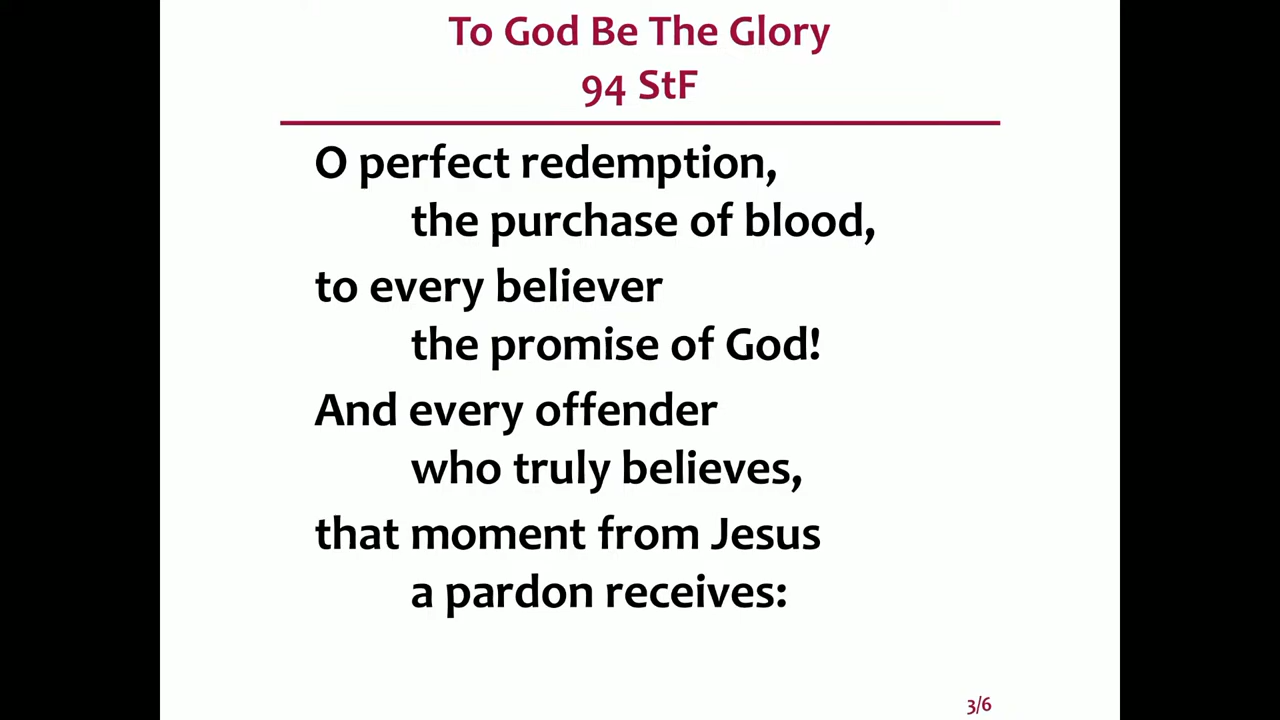 To God Be The Glory
94 StF
O perfect redemption,
the purchase of blood,
to every believer
the promise of God!
And every offender
who truly believes,
that moment from Jesus
a pardon receives:
3/6